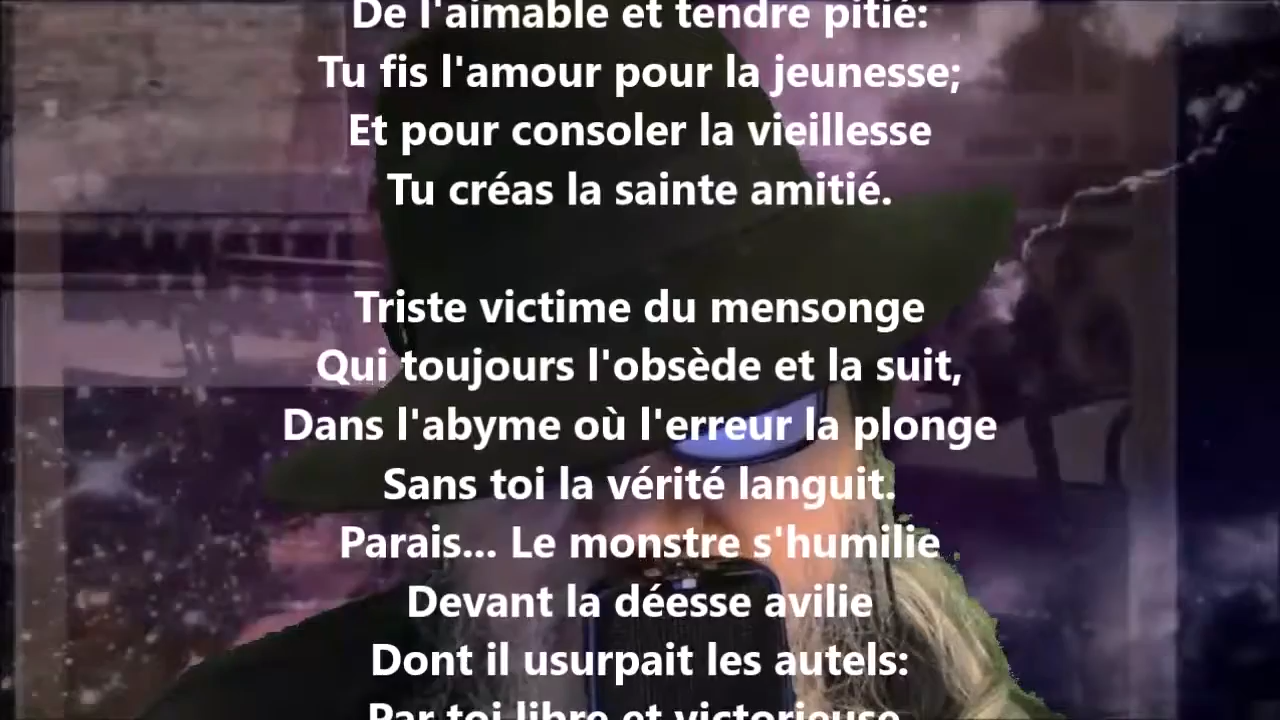 De l'aimable et tendre pitié:
Tu fis l'amour pour la jeunesse;
Et pour consoler la vieillesse
Tu créas la sainte amitié.
Triste victime du mensonge
Qui toujours l'obsède et la suit,
Dans l'abyme où l'erreur la plonge
Sans toi la vérité languit.
Parais... Le monstre s'humilie
Devant la déesse avilie
Dont il usurpait les autels:
Par toi libre et victorieuse